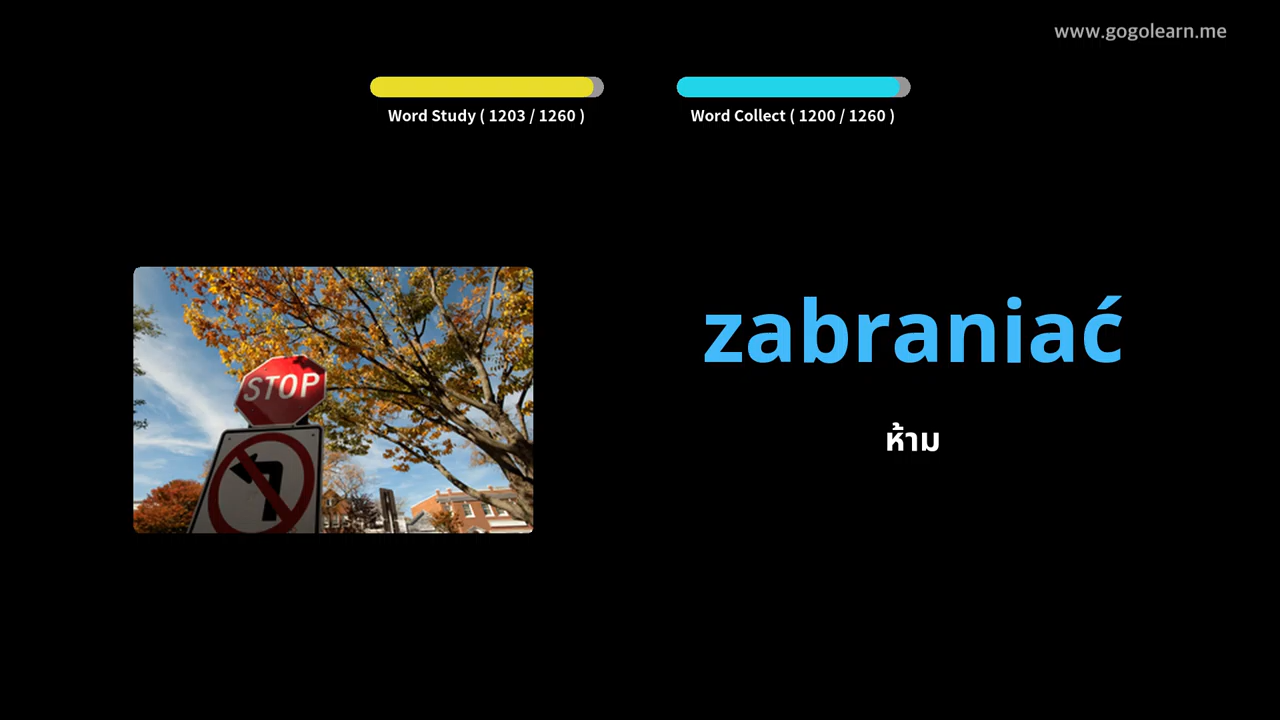 www.gogolearn.me
Word Study ( 1203 / 1260 )
Word Collect ( 1200 / 1260 )
STOP
zabraniać
ห้าม